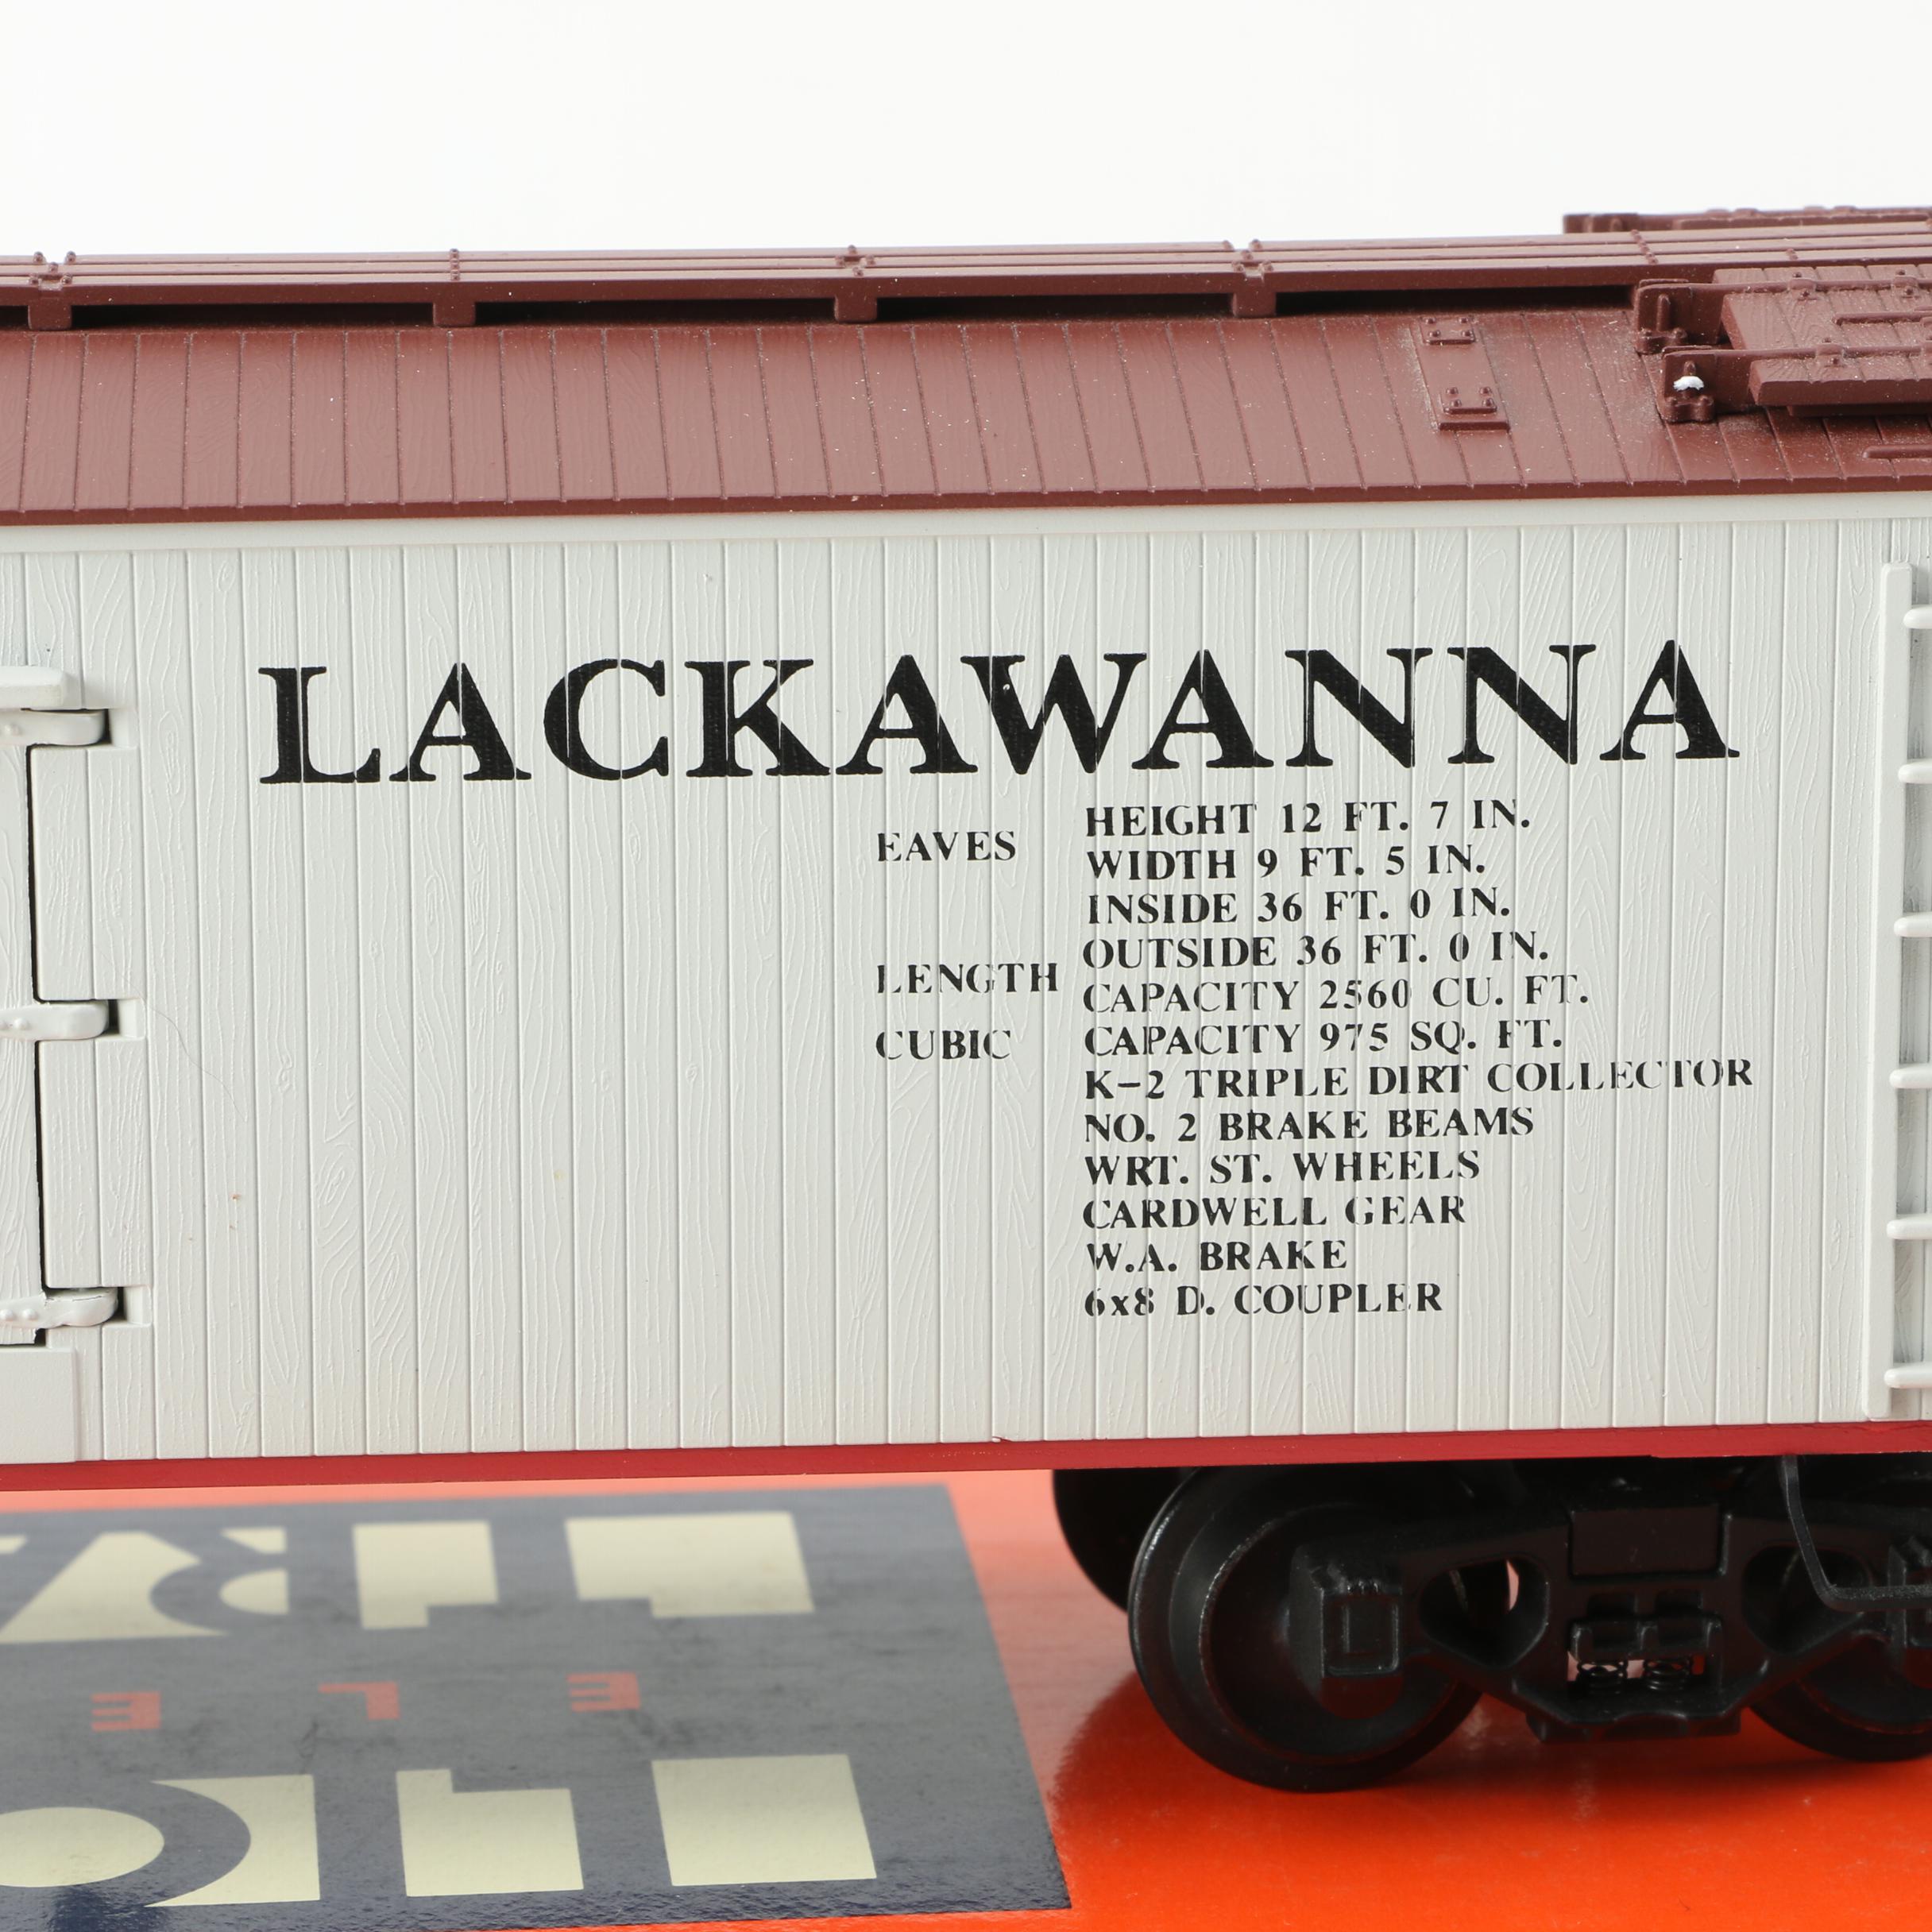 LACKAWANNA
EAVES
HEIGHT 12 FT. 7 IN.
WIDTH 9 FT. 5 IN.
INSIDE 36 FT. 0 IN.
LENGTH
OUTSIDE 36 FT. 0 IN.
CUBIC
CAPACITY 2560 CU. FT.
CAPACITY 975 SQ. FT.
K-2 TRIPLE DIRT COLLECTOR
NO. 2 BRAKE BEAMS
WRT. ST. WHEELS
CARDWELL GEAR
W.A. BRAKE
6x8 D. COUPLER